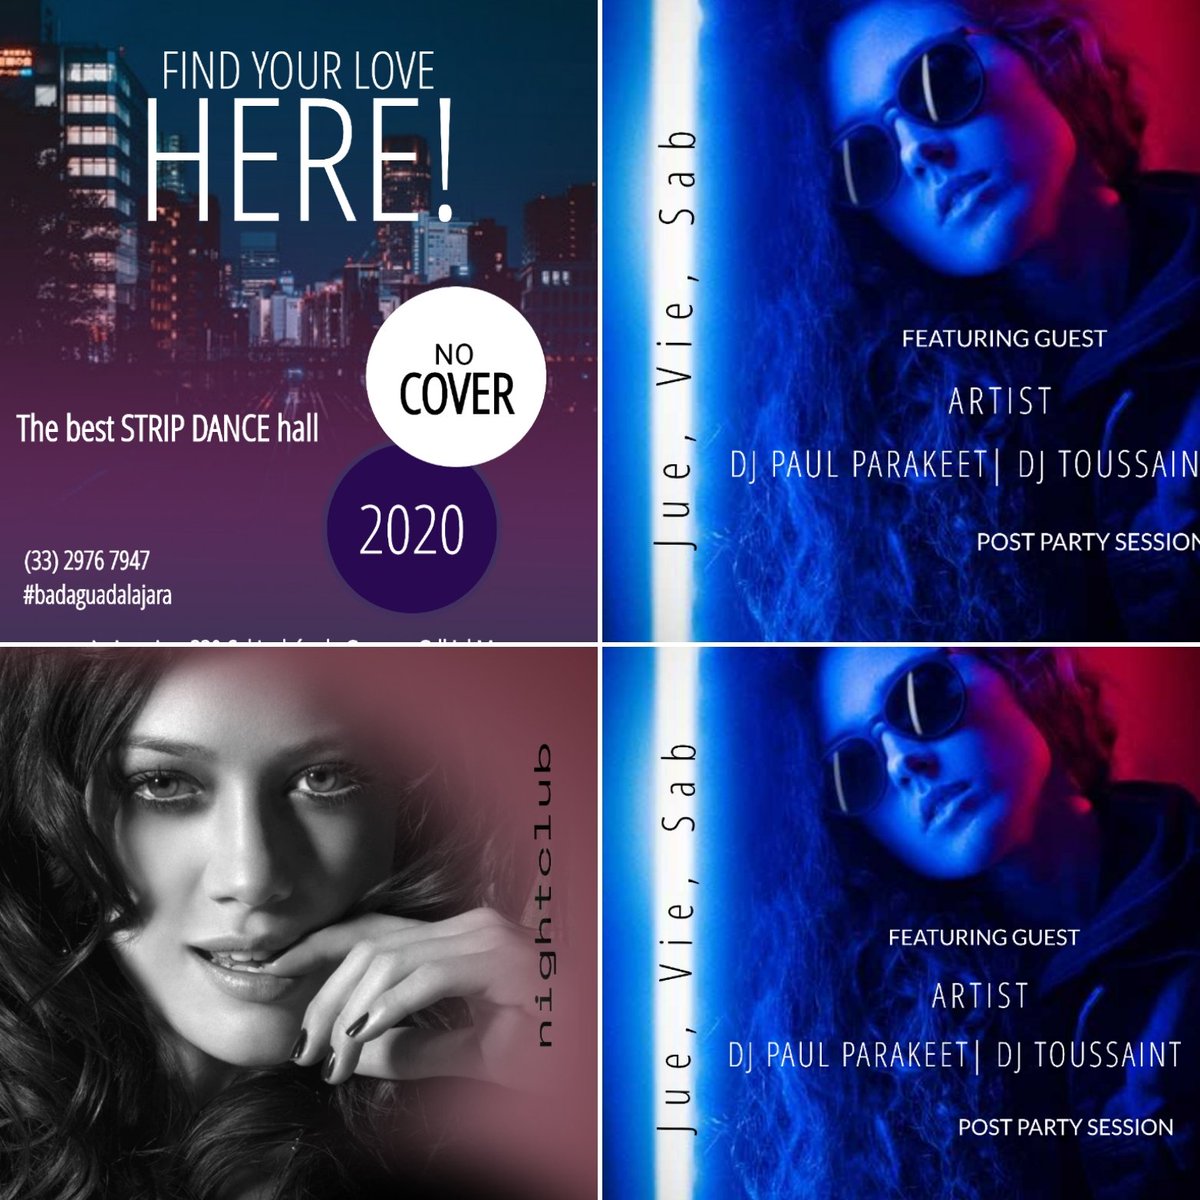 FIND YOUR LOVE
HERE!
NO
COVER
The best STRIP DANCE hall
2020
(33) 2976 7947
#badaguadalajara
Jue, Vie, Sab
FEATURING GUEST
ARTIST
DJ PAUL PARAKEET| DJ TOUSSAIN
POST PARTY SESSION
nightclub
Jue, Vie, Sab
FEATURING GUEST
ARTIST
DJ PAUL PARAKEET| DJ TOUSSAINT
POST PARTY SESSION